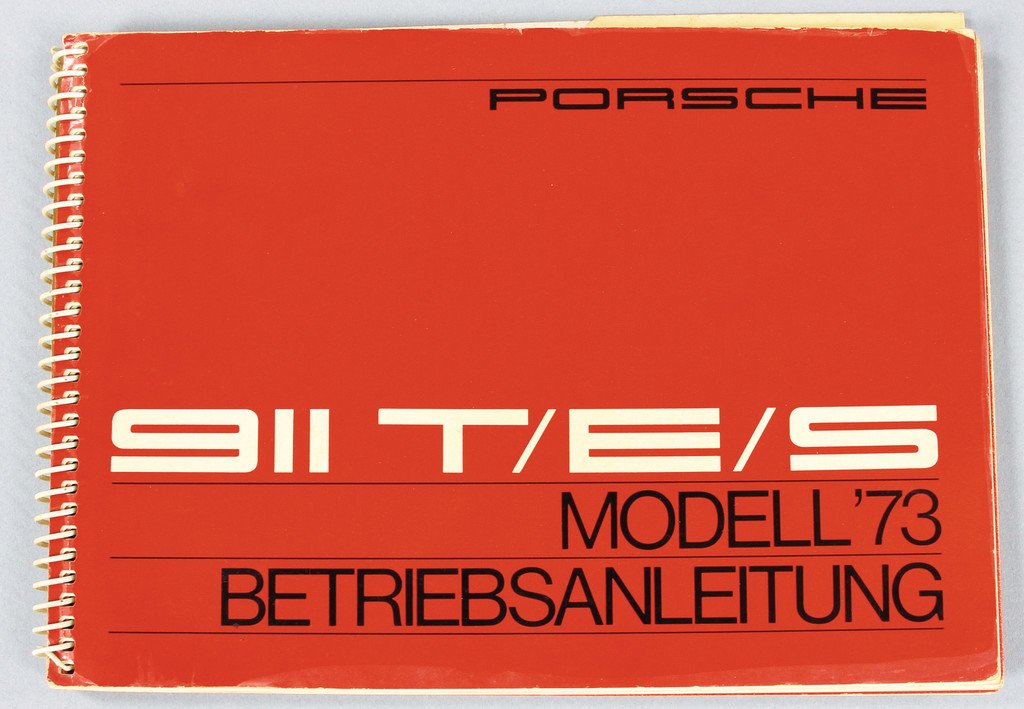 PORSCHE
911 T/E/S
MODELL '73
BETRIEBSANLEITUNG